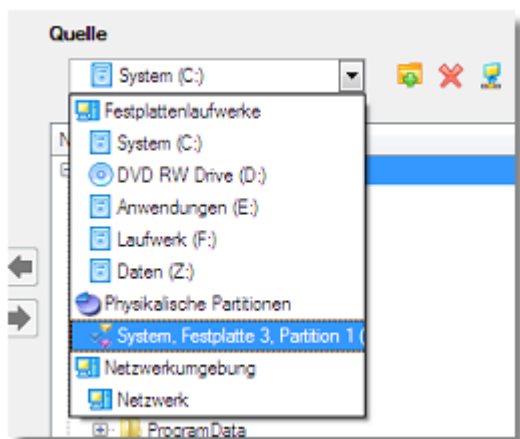 Quelle
System (C:)
Festplattenlaufwerke
System (C:)
DVD RW Drive (D:)
Anwendungen (E:)
Laufwerk (F:)
Daten (Z:)
Physikalische Partitionen
System, Festplatte 3, Partition 1 (
Netzwerkumgebung
Netzwerk
ProgramData